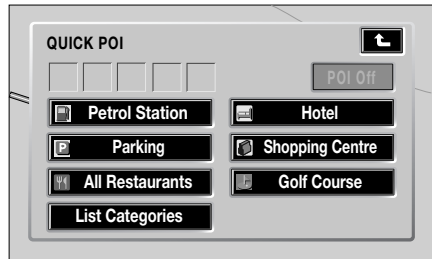 QUICK POI
POI Off
Petrol Station
Hotel
P
Parking
Shopping Centre
All Restaurants
Golf Course
List Categories